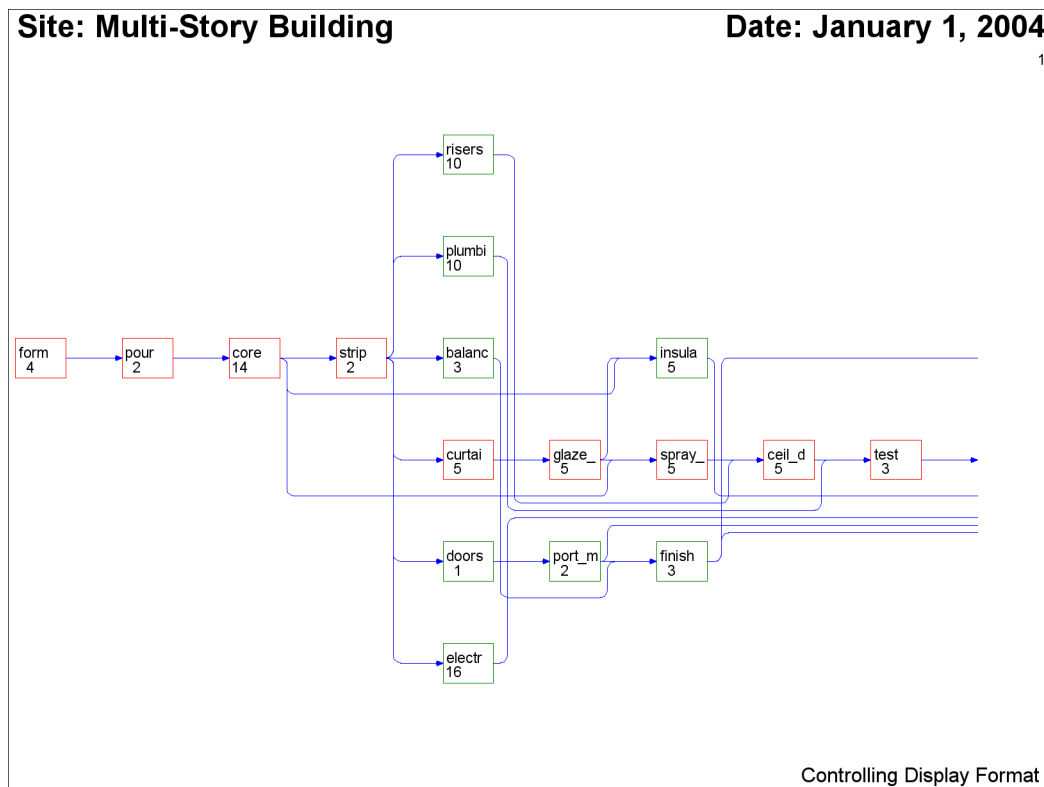 Site: Multi-Story Building
Date: January 1, 2004
1
risers
10
plumbi
10
form
4
pour
2
core
14
strip
2
balanc
3
insula
5
curtai
5
glaze_
5
spray_
5
ceil_d
5
test
3
doors
1
port_m
2
finish
3
electr
16
Controlling Display Format